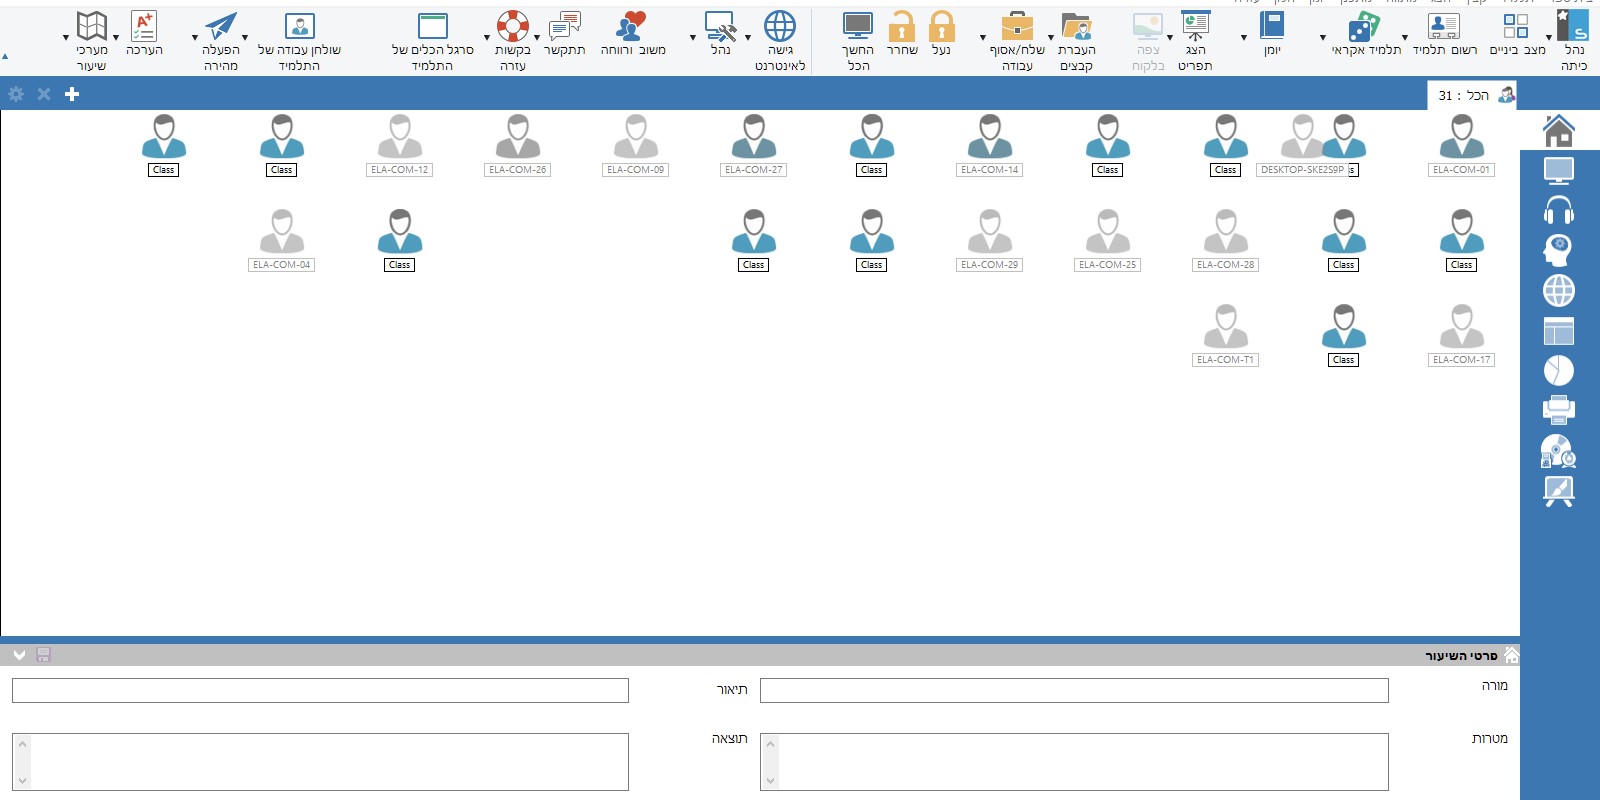 נהל כיתה
מצב ביניים
רשום תלמיד
תלמיד אקראי
יומן
הצג תפריט
צפה בלקוח
העברת קבצים
שלח/אסוף עבודה
נעל
שחרר
החשך הכל
גישה לאינטרנט
נהל
משוב ורווחה
תתקשר
בקשות עזרה
סרגל הכלים של התלמיד
שולחן עבודה של התלמיד
הפעלה מהירה
הערכה
מערכי שיעור
הכל : 31
ELA-COM-01
DESKTOP-SKE2S9P
Class
Class
ELA-COM-14
Class
ELA-COM-27
ELA-COM-09
ELA-COM-26
ELA-COM-12
Class
Class
Class
Class
ELA-COM-28
ELA-COM-25
ELA-COM-29
Class
Class
Class
ELA-COM-04
ELA-COM-17
Class
ELA-COM-T1
פרטי השיעור
מורה
תיאור
מטרות
תוצאה